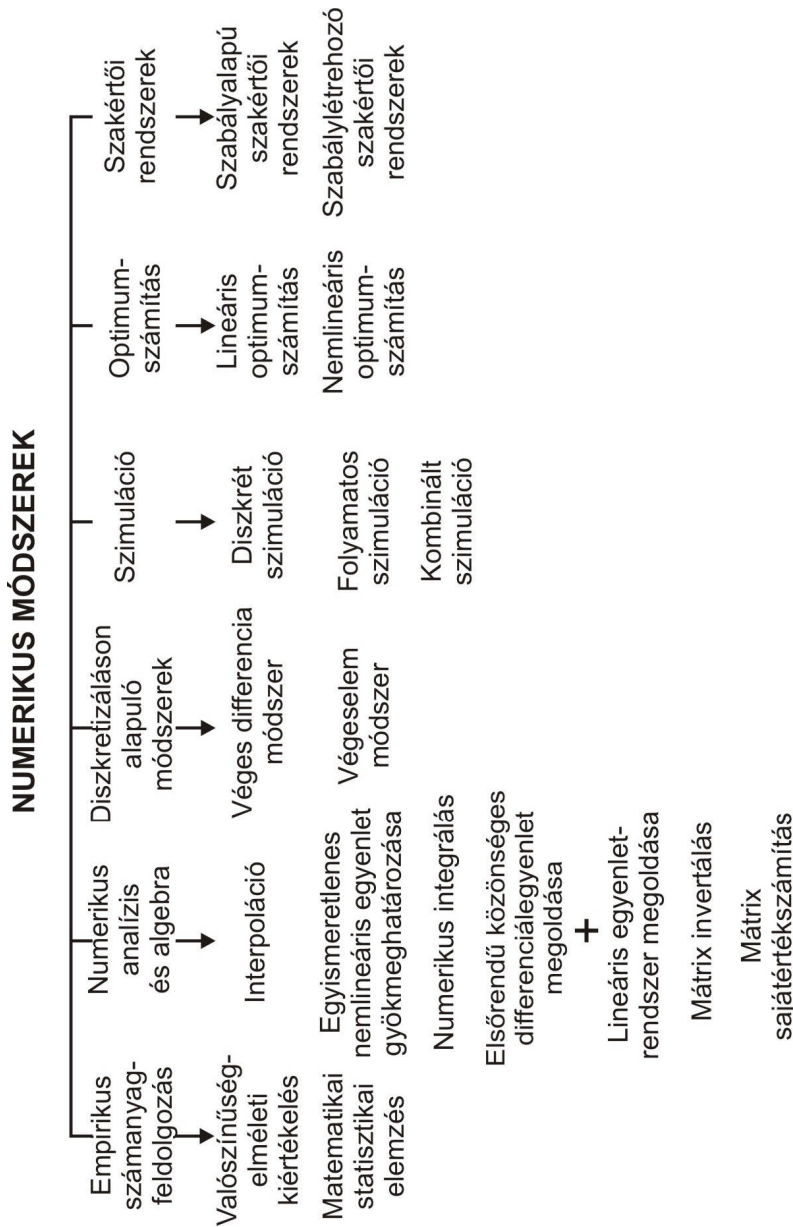 NUMERIKUS MÓDSZEREK
Empirikus
számanyag-
feldolgozás
Valószínűség-
elméleti
kiértékelés
Matematikai
statisztikai
elemzés
Numerikus
analízis
és algebra
Interpoláció
Egyismeretlenes
nemlineáris egyenlet
gyökmeghatározása
Numerikus integrálás
Elsőrendű közönséges
differenciálegyenlet
megoldása
+
Lineáris egyenlet-
rendszer megoldása
Mátrix invertálás
Mátrix
sajátértékszámítás
Diszkretizáláson
alapuló
módszerek
Véges differencia
módszer
Végeselem
módszer
Szimuláció
Diszkrét
szimuláció
Folyamatos
szimuláció
Kombinált
szimuláció
Optimum-
számítás
Lineáris
optimum-
számítás
Nemlineáris
optimum-
számítás
Szakértői
rendszerek
Szabályalapú
szakértői
rendszerek
Szabálylétrehozó
szakértői
rendszerek